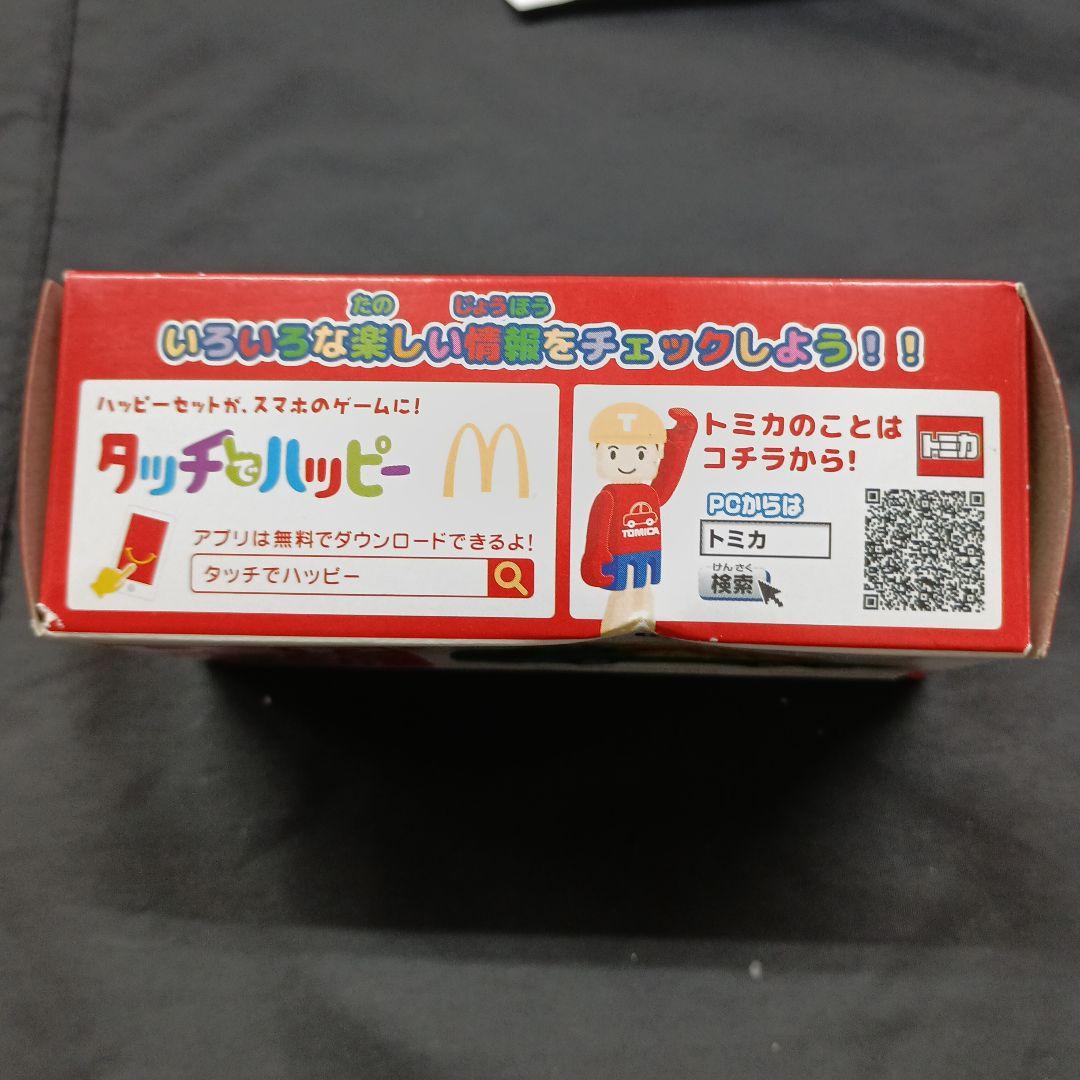 たの じょうほう
いろいろな楽しい情報をチェックしよう!!
ハッピーセットが、スマホのゲームに!
タッチでハッピー
アプリは無料でダウンロードできるよ!
タッチでハッピー
トミカのことは
コチラから!
トミカ
PCからは
トミカ
けんさく
検索
T
TOMICA